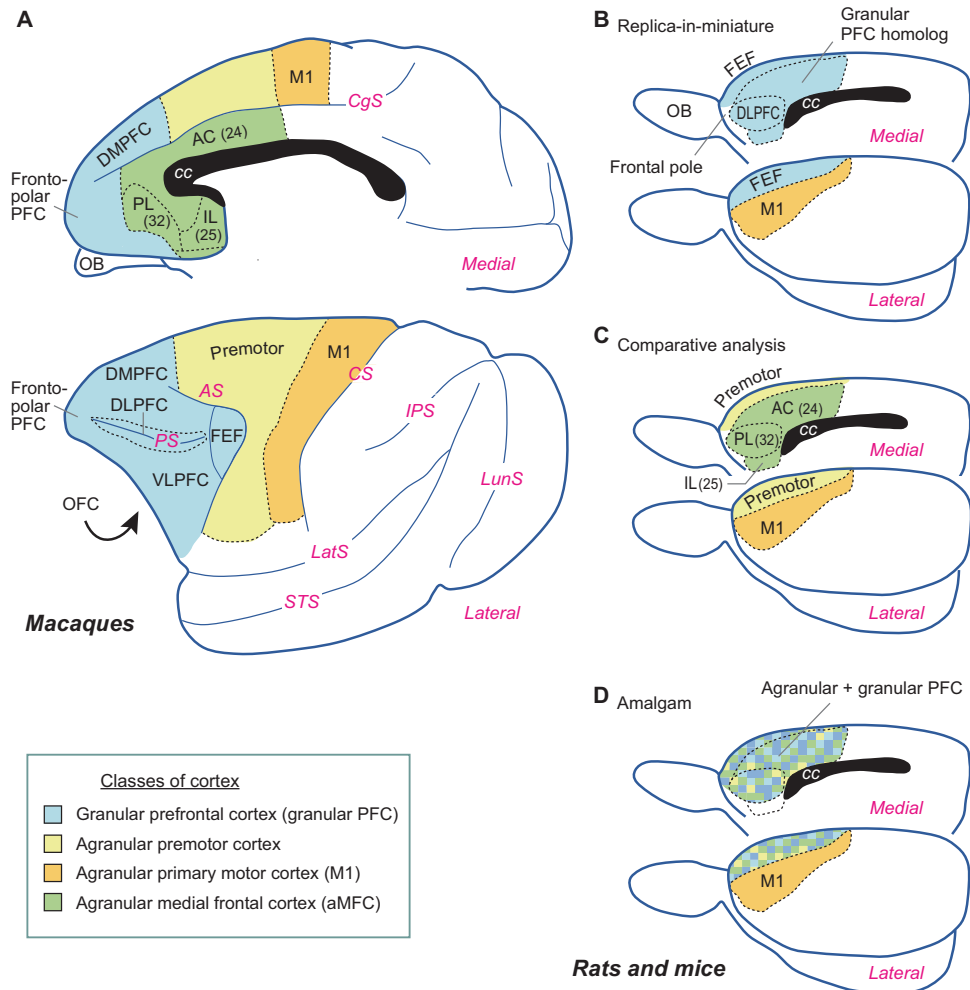 A
M1
CgS
DMPFC
AC (24)
cc
Fronto-
polar
PFC
PL
(32)
IL
(25)
OB
Medial
Premotor
M1
DMPFC
AS
CS
Fronto-
polar
PFC
DLPFC
IPS
PS
FEF
VLPFC
LunS
OFC
LatS
STS
Macaques
Lateral
Classes of cortex
Granular prefrontal cortex (granular PFC)
Agranular premotor cortex
Agranular primary motor cortex (M1)
Agranular medial frontal cortex (aMFC)
B
Replica-in-miniature
Granular
PFC homolog
FEF
OB
DLPFC
cc
Medial
Frontal pole
FEF
M1
Lateral
C
Comparative analysis
Premotor
AC (24)
PL(32)
cc
Medial
IL(25)
Premotor
M1
Lateral
D
Amalgam
Agranular + granular PFC
cc
Medial
M1
Rats and mice
Lateral